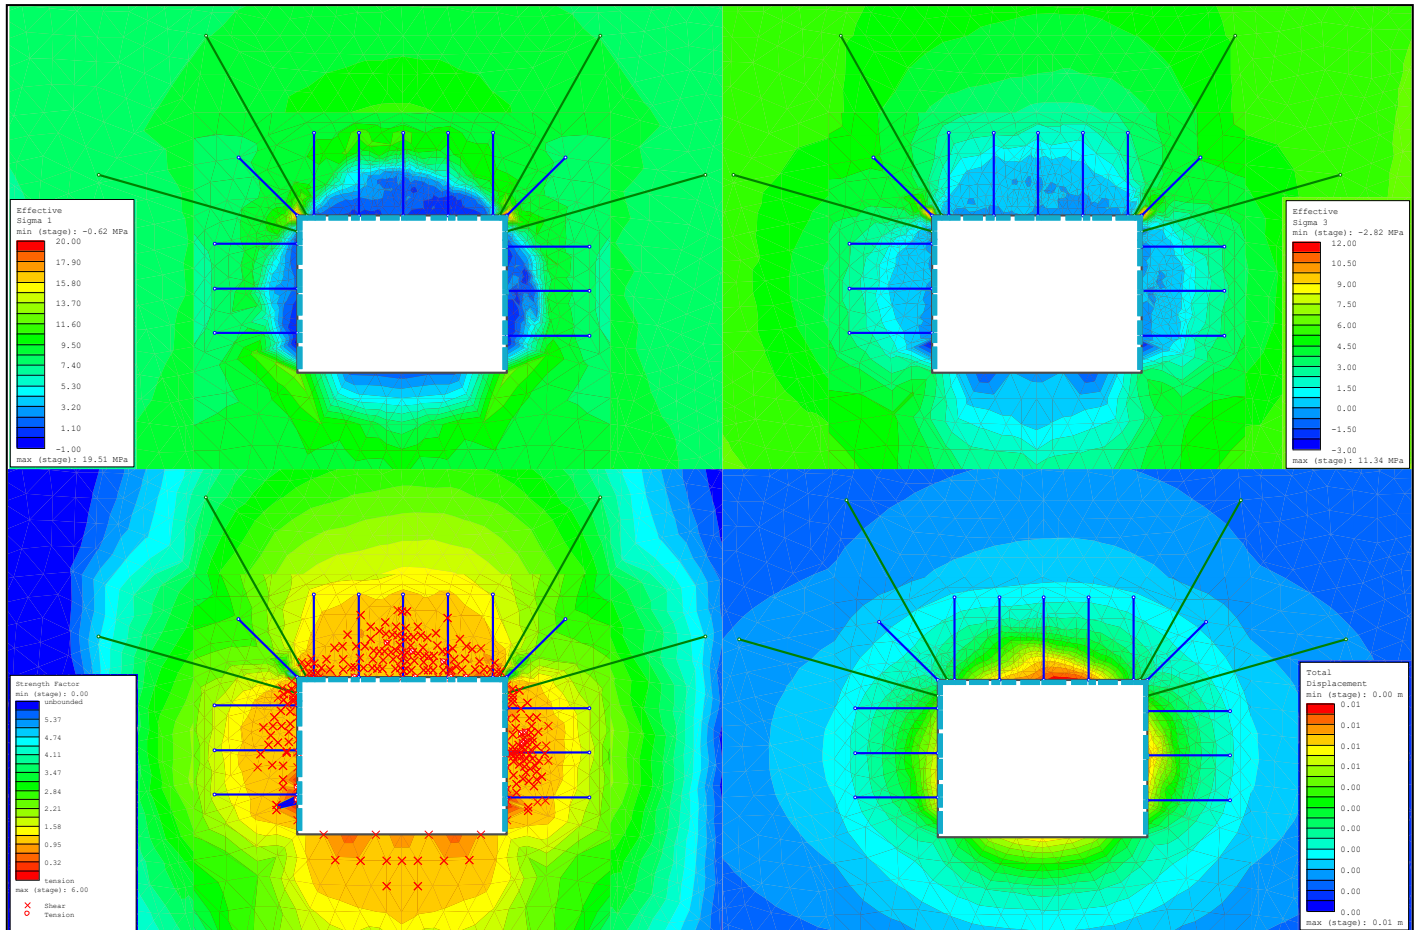 Effective
Sigma 1
min (stage): -0.62 MPa
20.00
17.90
15.80
13.70
11.60
9.50
7.40
5.30
3.20
1.10
-1.00
max (stage): 19.51 MPa
Effective
Sigma 3
min (stage): -2.82 MPa
12.00
10.50
9.00
7.50
6.00
4.50
3.00
1.50
0.00
-1.50
-3.00
max (stage): 11.34 MPa
Strength Factor
min (stage): 0.00
unbounded
5.37
4.74
4.11
3.47
2.84
2.21
1.58
0.95
0.32
tension
max (stage): 6.00
Shear
Tension
Total
Displacement
min (stage): 0.00 m
0.01
0.01
0.01
0.01
0.00
0.00
0.00
0.00
0.00
0.00
0.00
max (stage): 0.01 m